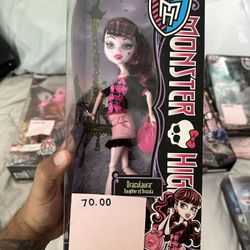 MONSTER HIGH
Draculaura
Daughter of Dracula
70.00